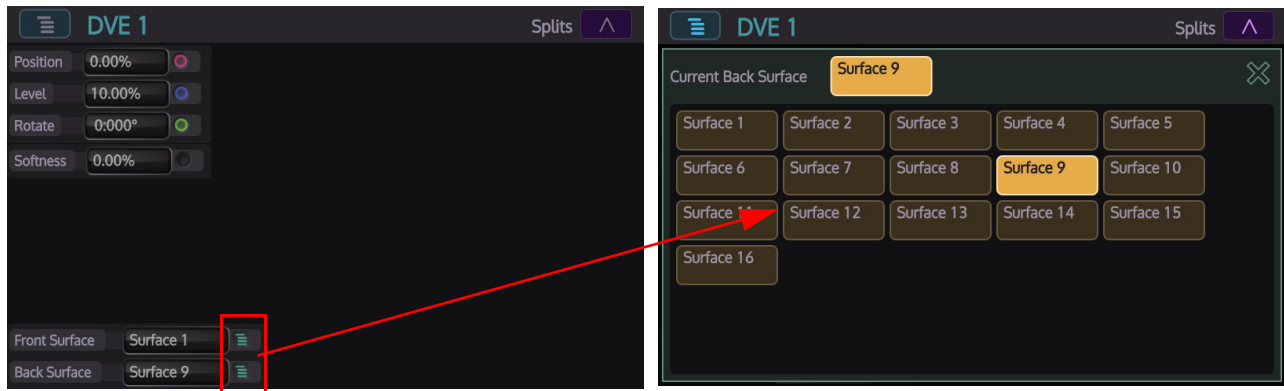 DVE 1 Splits
Position 0.00%
Level 10.00%
Rotate 0:000°
Softness 0.00%
Front Surface Surface 1
Back Surface Surface 9
DVE 1 Splits
Current Back Surface Surface 9
Surface 1 Surface 2 Surface 3 Surface 4 Surface 5
Surface 6 Surface 7 Surface 8 Surface 9 Surface 10
Surface 11 Surface 12 Surface 13 Surface 14 Surface 15
Surface 16